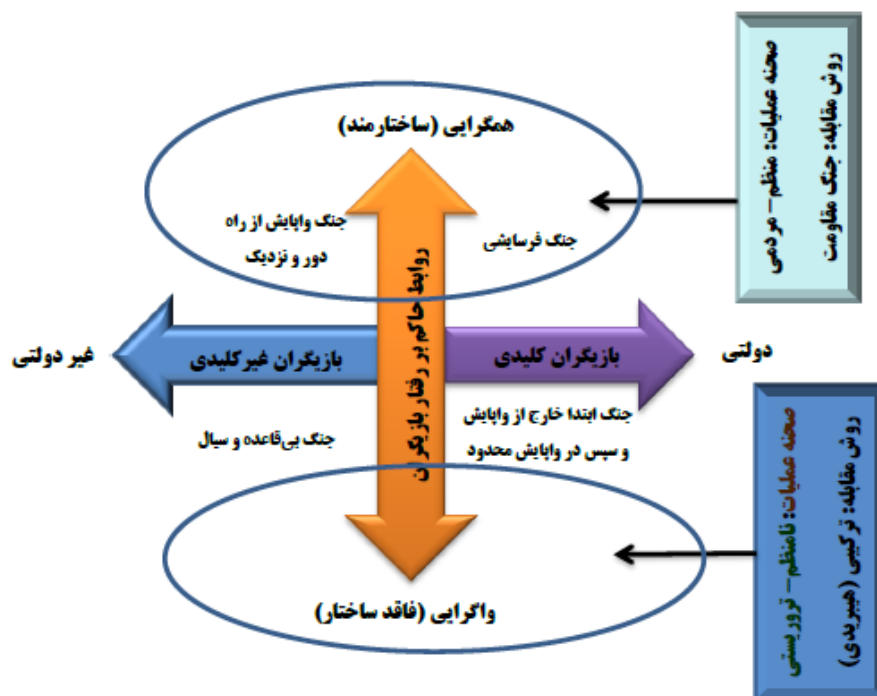 همگرایی (ساختارمند)
جنگ فرسایشی
جنگ واپایش از راه
دور و نزدیک
روابط حاکم بر رفتار بازیگران
دولتی
بازیگران کلیدی
بازیگران غیرکلیدی
غیر دولتی
جنگ ابتدا خارج از واپایش
و سپس در واپایش محدود
جنگ بی‌قاعده و سیال
واگرایی (فاقد ساختار)
صحنه عملیات: منظم – مردمی
روش مقابله: جنگ مقاومت
صحنه عملیات: نامنظم – تروریستی
روش مقابله: ترکیبی (هیبریدی)